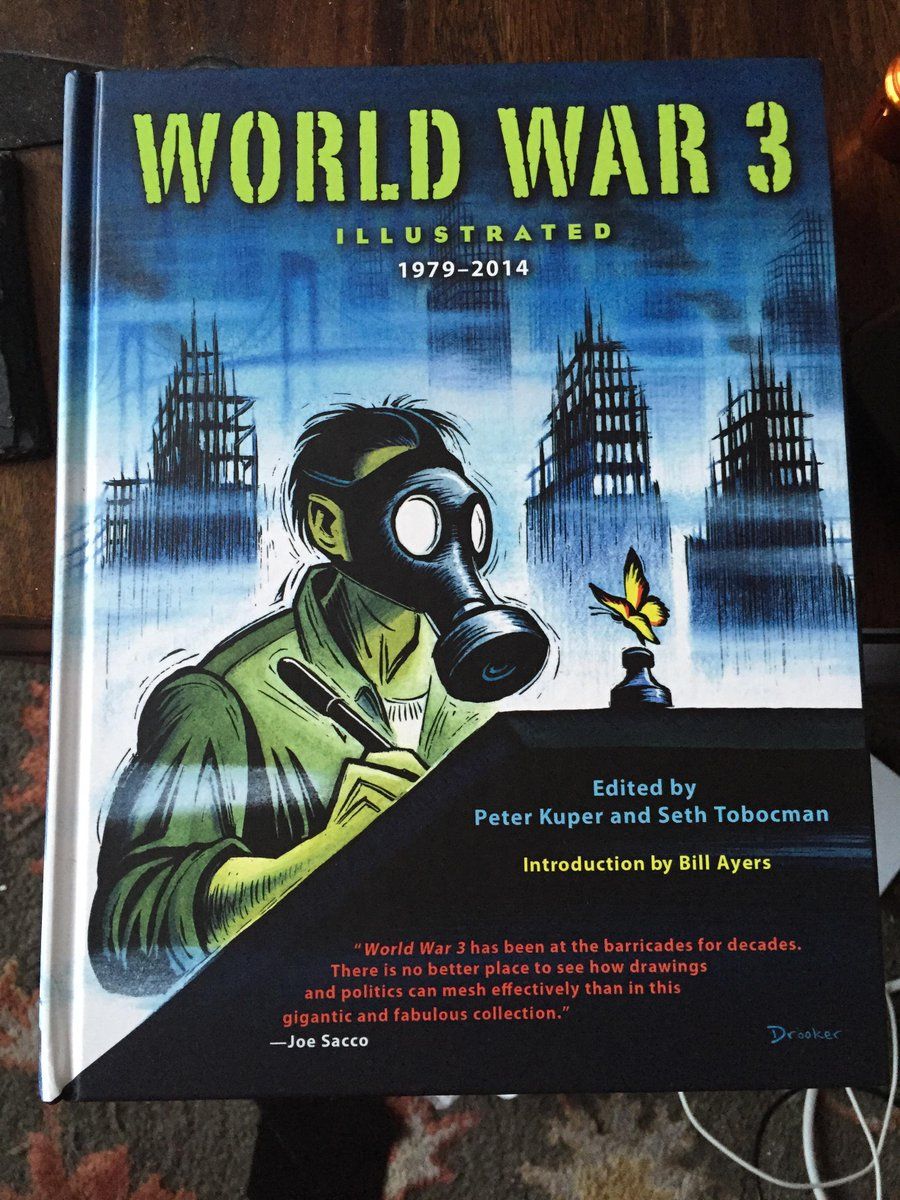 WORLD WAR 3
ILLUSTRATED
1979–2014
Edited by
Peter Kuper and Seth Tobocman
Introduction by Bill Ayers
“World War 3 has been at the barricades for decades.
There is no better place to see how drawings
and politics can mesh effectively than in this
gigantic and fabulous collection.”
—Joe Sacco
Drooker